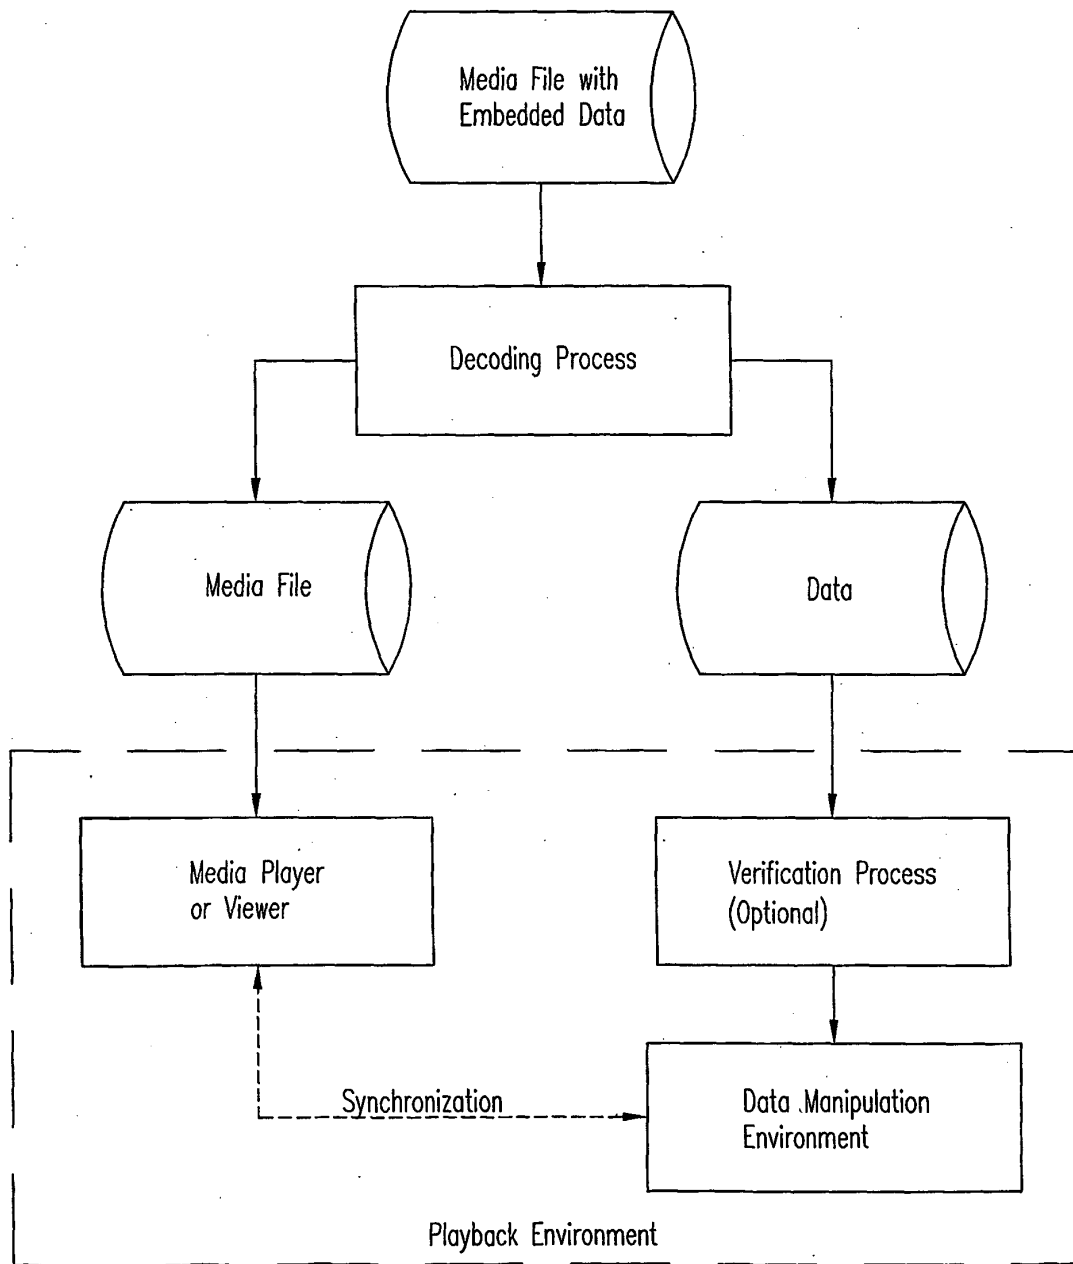 Media File with
Embedded Data
Decoding Process
Media File
Data
Media Player
or Viewer
Verification Process
(Optional)
Synchronization
Data Manipulation
Environment
Playback Environment